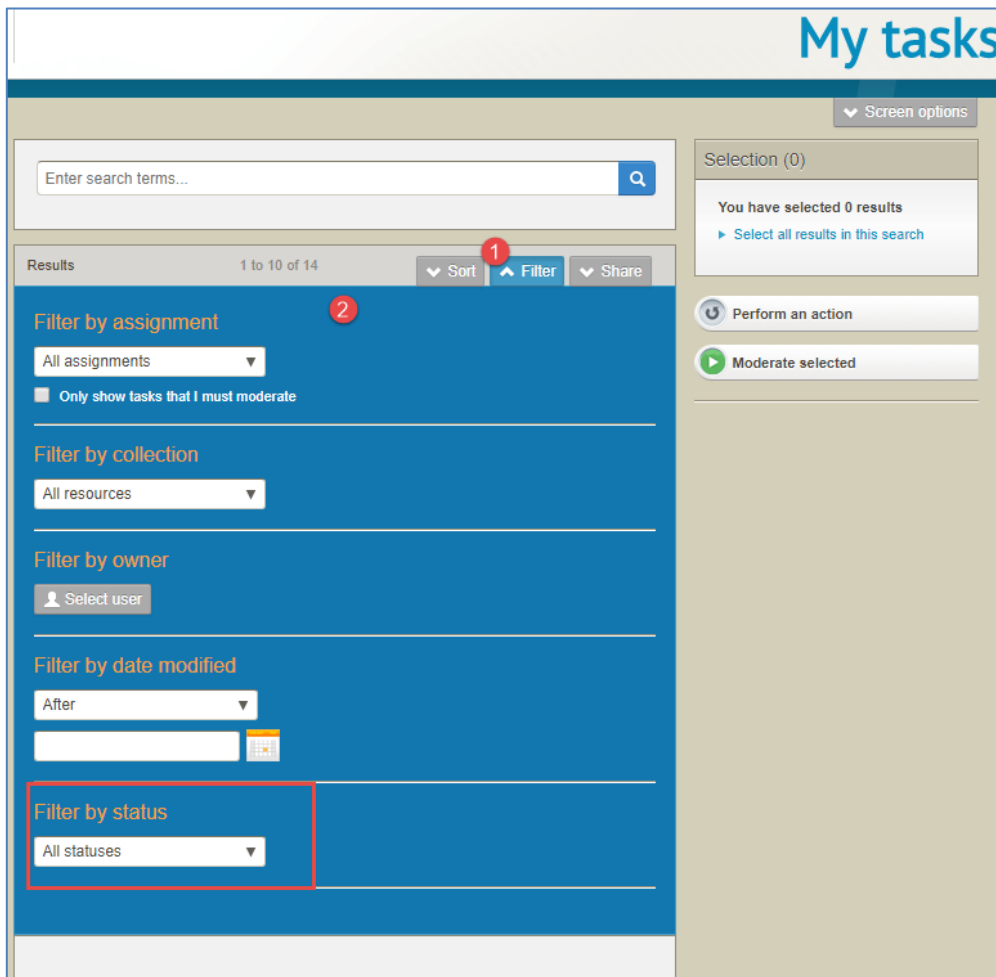 My tasks
Screen options
Enter search terms...
Selection (0)
You have selected 0 results
Select all results in this search
Results
1 to 10 of 14
1
Sort
Filter
Share
2
Perform an action
Moderate selected
Filter by assignment
All assignments
Only show tasks that I must moderate
Filter by collection
All resources
Filter by owner
Select user
Filter by date modified
After
Filter by status
All statuses